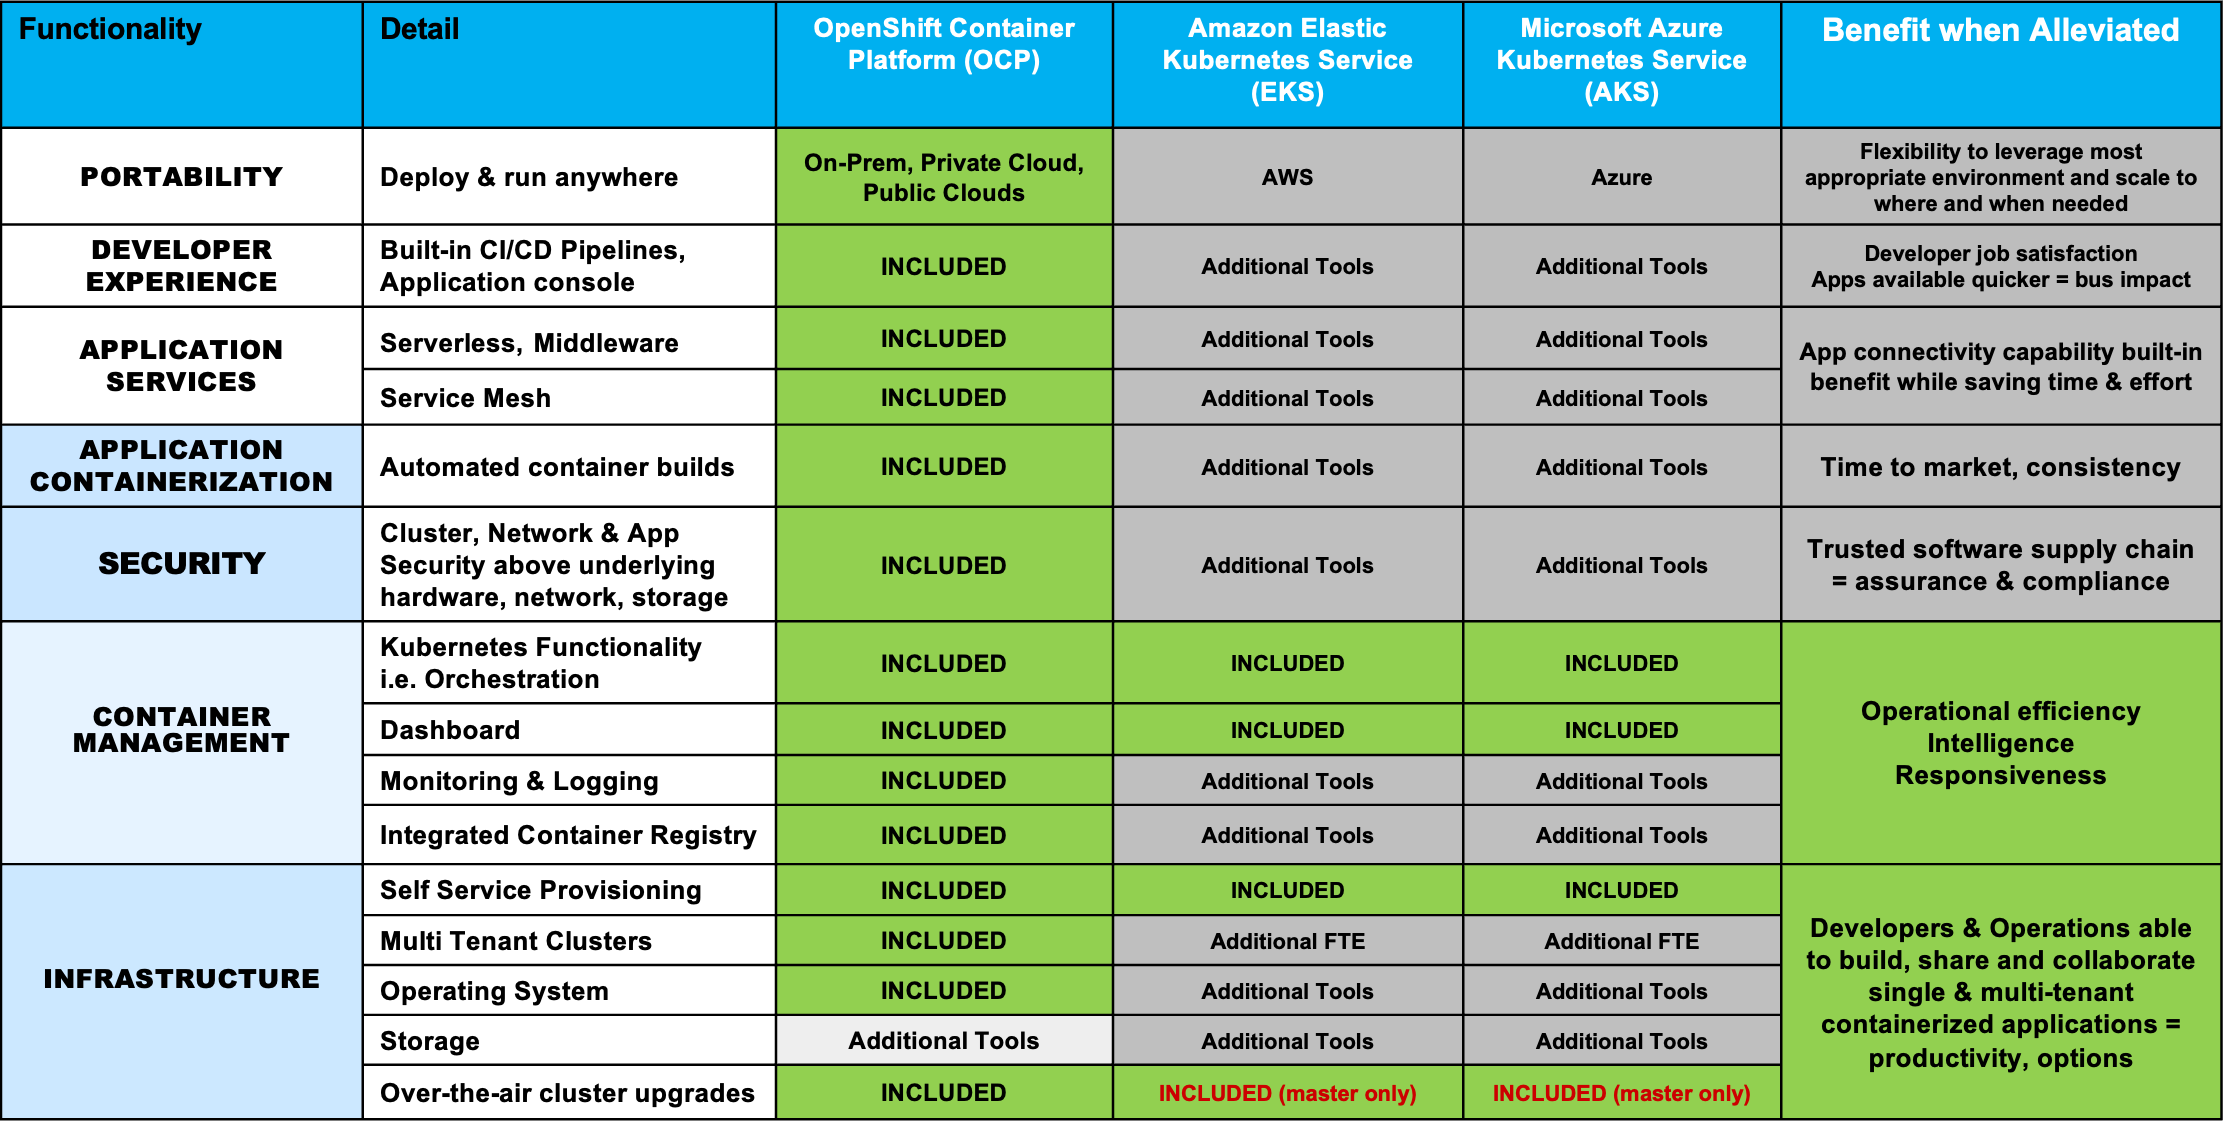 Functionality
Detail
OpenShift Container
Platform (OCP)
Amazon Elastic
Kubernetes Service
(EKS)
Microsoft Azure
Kubernetes Service
(AKS)
Benefit when Alleviated
PORTABILITY
Deploy & run anywhere
On-Prem, Private Cloud,
Public Clouds
AWS
Azure
Flexibility to leverage most
appropriate environment and scale to
where and when needed
DEVELOPER
EXPERIENCE
Built-in CI/CD Pipelines,
Application console
INCLUDED
Additional Tools
Additional Tools
Developer job satisfaction
Apps available quicker = bus impact
APPLICATION
SERVICES
Serverless, Middleware
INCLUDED
Additional Tools
Additional Tools
App connectivity capability built-in
benefit while saving time & effort
Service Mesh
INCLUDED
Additional Tools
Additional Tools
APPLICATION
CONTAINERIZATION
Automated container builds
INCLUDED
Additional Tools
Additional Tools
Time to market, consistency
SECURITY
Cluster, Network & App
Security above underlying
hardware, network, storage
INCLUDED
Additional Tools
Additional Tools
Trusted software supply chain
= assurance & compliance
CONTAINER
MANAGEMENT
Kubernetes Functionality
i.e. Orchestration
INCLUDED
INCLUDED
INCLUDED
Operational efficiency
Intelligence
Responsiveness
Dashboard
INCLUDED
INCLUDED
INCLUDED
Monitoring & Logging
INCLUDED
Additional Tools
Additional Tools
Integrated Container Registry
INCLUDED
Additional Tools
Additional Tools
INFRASTRUCTURE
Self Service Provisioning
INCLUDED
INCLUDED
INCLUDED
Developers & Operations able
to build, share and collaborate
single & multi-tenant
containerized applications =
productivity, options
Multi Tenant Clusters
INCLUDED
Additional FTE
Additional FTE
Operating System
INCLUDED
Additional Tools
Additional Tools
Storage
Additional Tools
Additional Tools
Additional Tools
Over-the-air cluster upgrades
INCLUDED
INCLUDED (master only)
INCLUDED (master only)